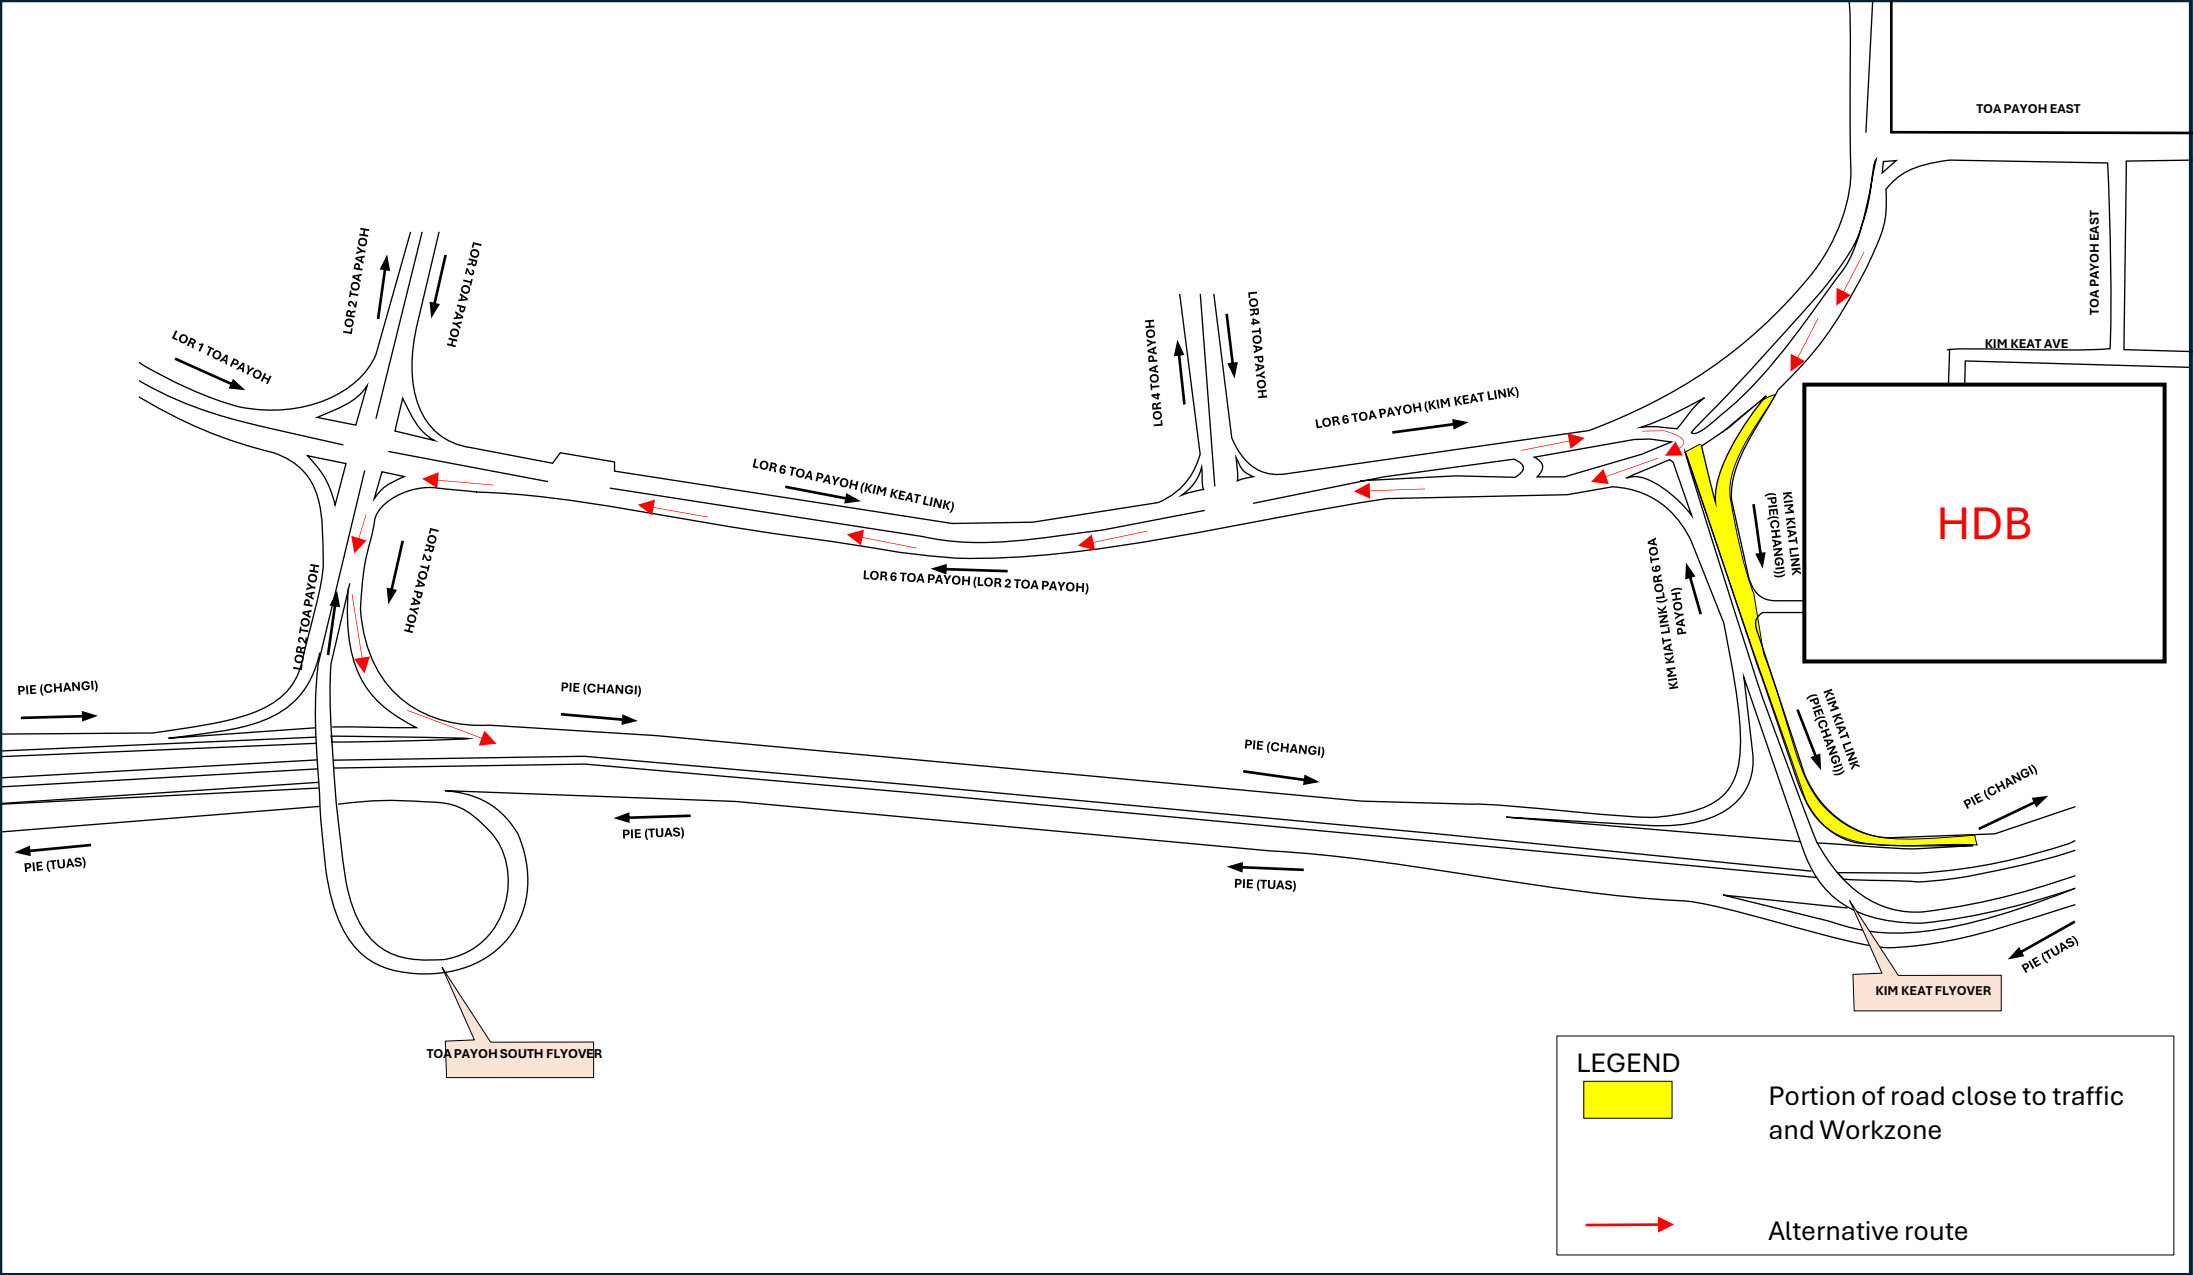 TOA PAYOH EAST
TOA PAYOH EAST
KIM KEAT AVE
LOR 2 TOA PAYOH
LOR 2 TOA PAYOH
LOR 1 TOA PAYOH
LOR 4 TOA PAYOH
LOR 4 TOA PAYOH
LOR 6 TOA PAYOH (KIM KEAT LINK)
LOR 6 TOA PAYOH (KIM KEAT LINK)
LOR 6 TOA PAYOH (LOR 2 TOA PAYOH)
HDB
KIM KIAT LINK
(PIE(CHANGI))
KIM KIAT LINK (LOR 6 TOA
PAYOH)
LOR 2 TOA PAYOH
LOR 2 TOA PAYOH
KIM KIAT LINK
(PIE(CHANGI))
PIE (CHANGI)
PIE (CHANGI)
PIE (CHANGI)
PIE (CHANGI)
PIE (TUAS)
PIE (TUAS)
PIE (TUAS)
PIE (TUAS)
KIM KEAT FLYOVER
TOA PAYOH SOUTH FLYOVER
LEGEND
Portion of road close to traffic
and Workzone
Alternative route